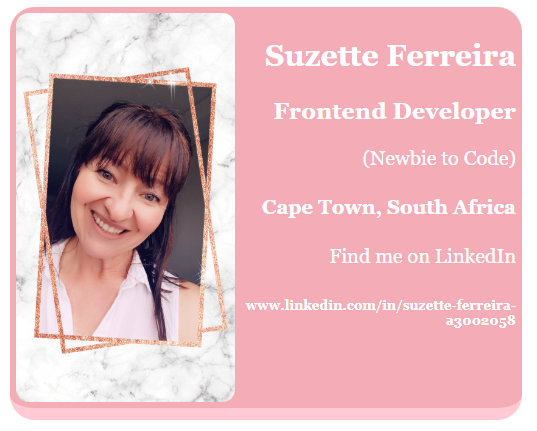 Suzette Ferreira
Frontend Developer
(Newbie to Code)
Cape Town, South Africa
Find me on LinkedIn
www.linkedin.com/in/suzette-ferreira-
a3002058